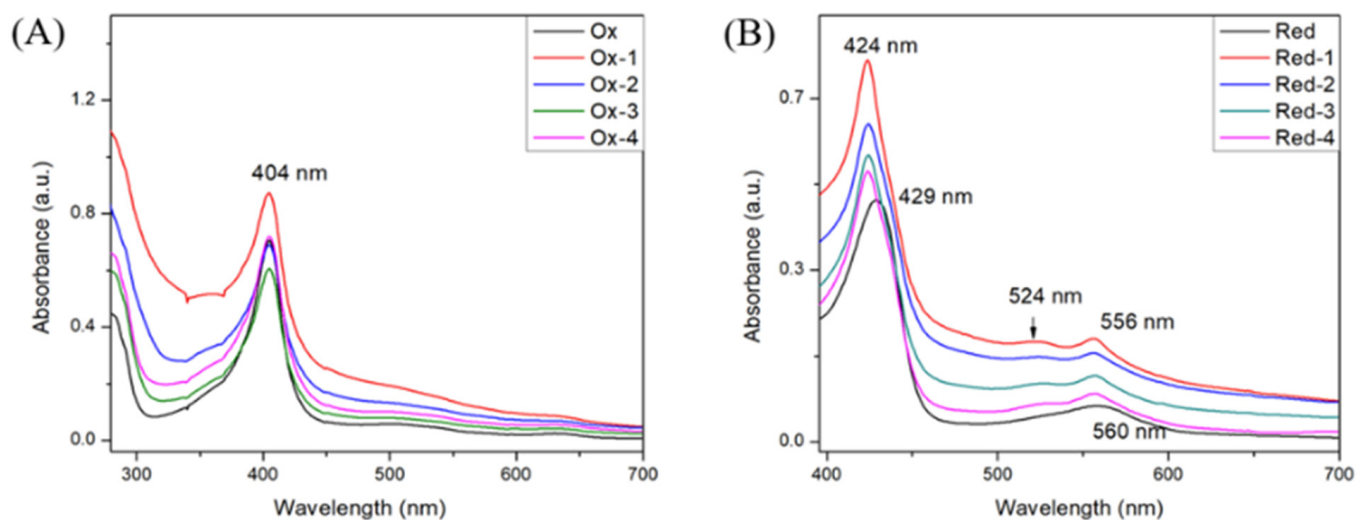 (A)
Ox
Ox-1
Ox-2
Ox-3
Ox-4
404 nm
1.2
0.8
0.4
0.0
Absorbance (a.u.)
300 400 500 600 700
Wavelength (nm)
(B)
Red
Red-1
Red-2
Red-3
Red-4
424 nm
429 nm
524 nm
556 nm
560 nm
0.7
0.3
0.0
Absorbance (a.u.)
400 500 600 700
Wavelength (nm)